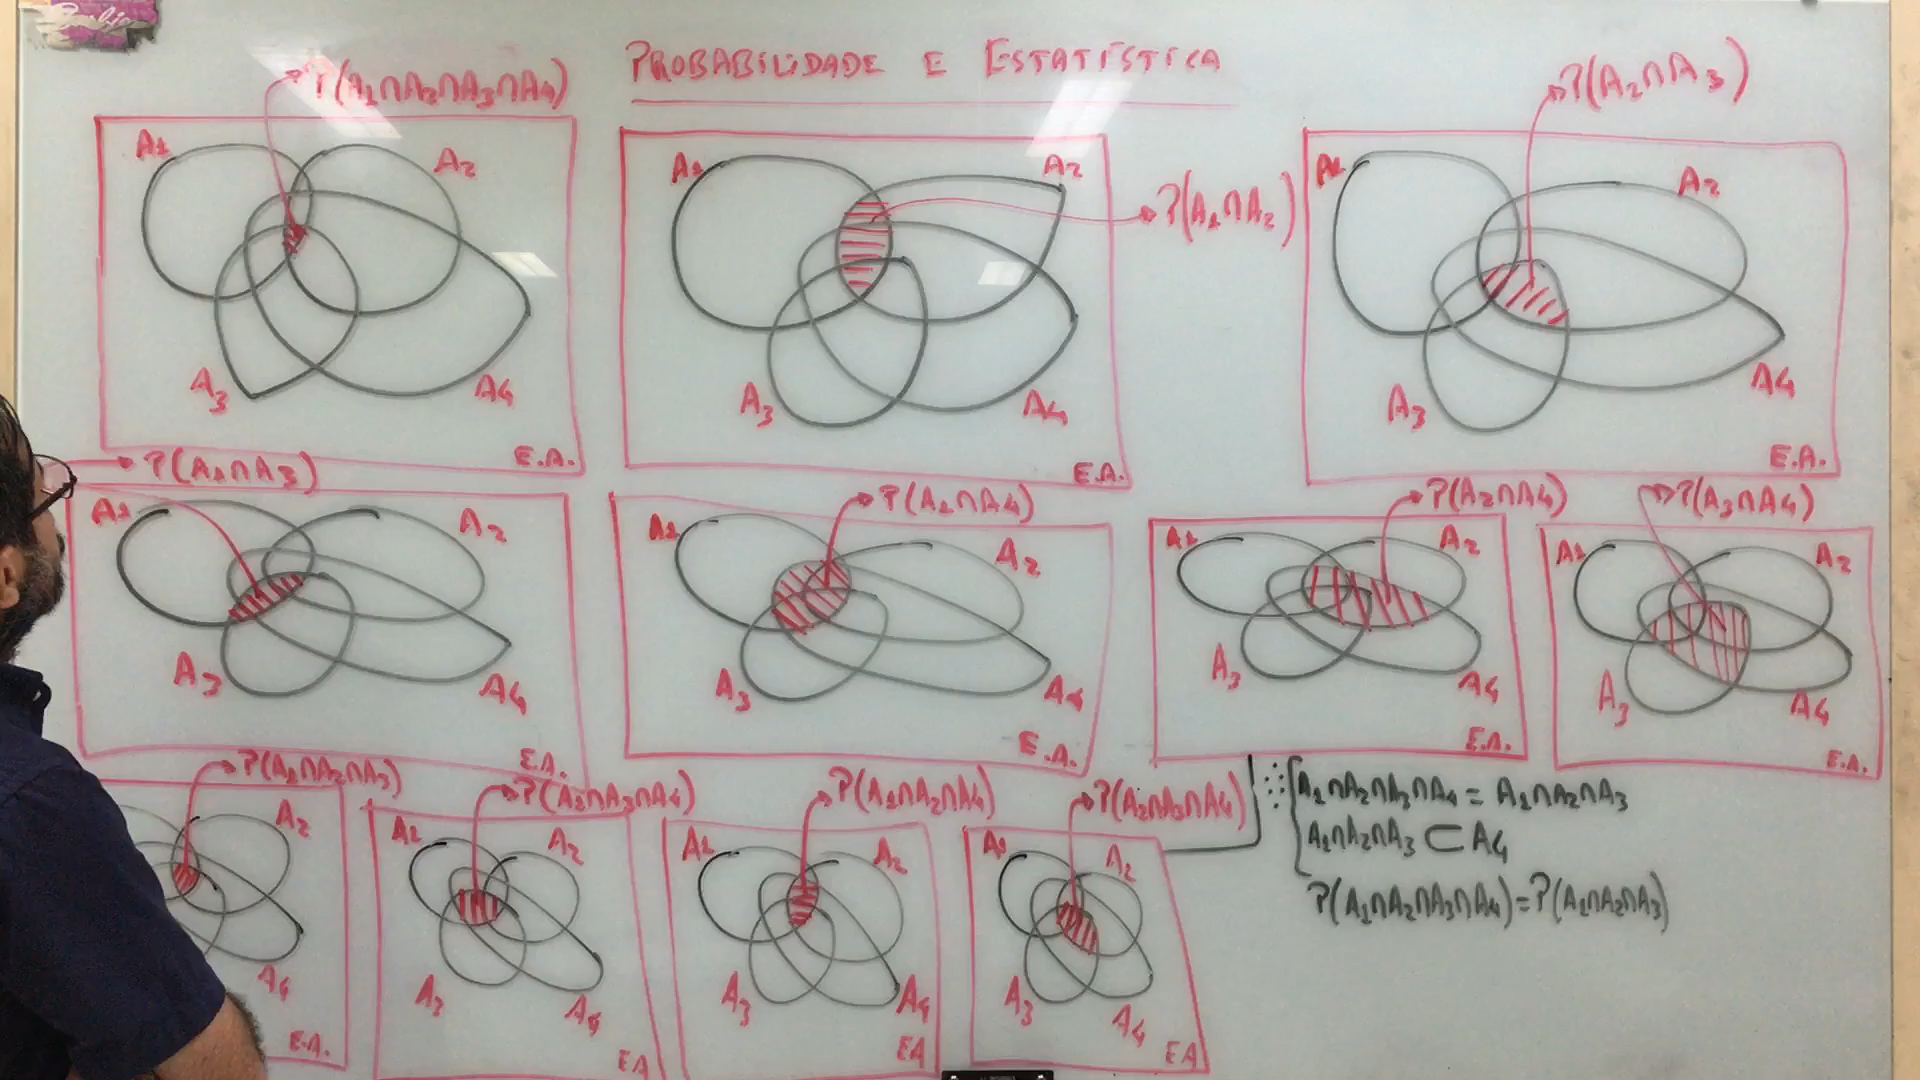 PROBABILIDADE E ESTATÍSTICA
P(A1∩A2∩A3∩A4)
A1
A2
A3
A4
E.A.
A1
A2
P(A1∩A2)
A3
A4
E.A.
P(A2∩A3)
A1
A2
A3
A4
E.A.
P(A1∩A3)
A1
A2
A3
A4
E.A.
P(A1∩A4)
A1
A2
A3
A4
E.A.
P(A2∩A4)
A1
A2
A3
A4
E.A.
P(A3∩A4)
A1
A2
A3
A4
E.A.
P(A1∩A2∩A3)
A2
A4
E.A.
A1
A2
A3
A4
EA
P(A1∩A2∩A4)
A1
A2
A3
A4
EA
P(A2∩A3∩A4)
A1
A2
A3
A4
EA
∴ { A1∩A2∩A3∩A4 = A1∩A2∩A3
A1∩A2∩A3 ⊂ A4
P(A1∩A2∩A3∩A4)=P(A1∩A2∩A3)